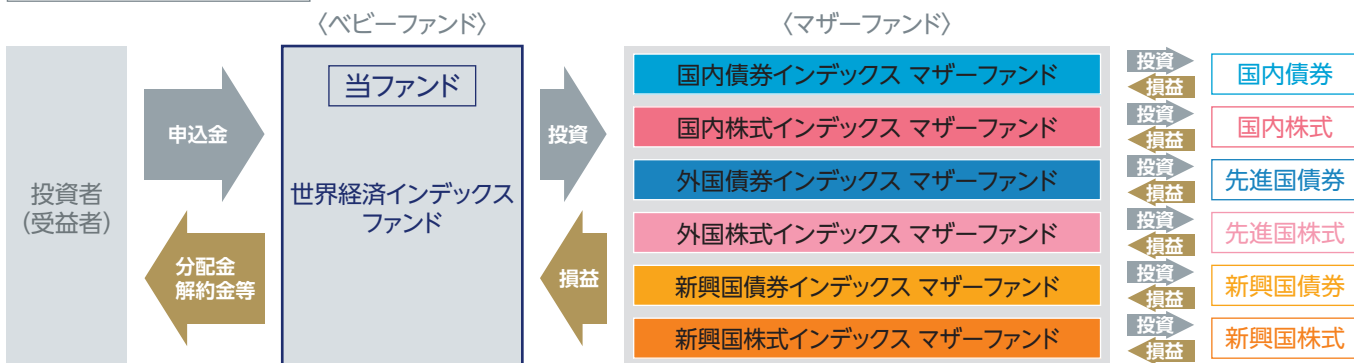 〈ベビーファンド〉
〈マザーファンド〉
投資者
(受益者)
申込金
分配金
解約金等
当ファンド
世界経済インデックス
ファンド
投資
損益
国内債券インデックス マザーファンド
投資
損益
国内債券
国内株式インデックス マザーファンド
投資
損益
国内株式
外国債券インデックス マザーファンド
投資
損益
先進国債券
外国株式インデックス マザーファンド
投資
損益
先進国株式
新興国債券インデックス マザーファンド
投資
損益
新興国債券
新興国株式インデックス マザーファンド
投資
損益
新興国株式